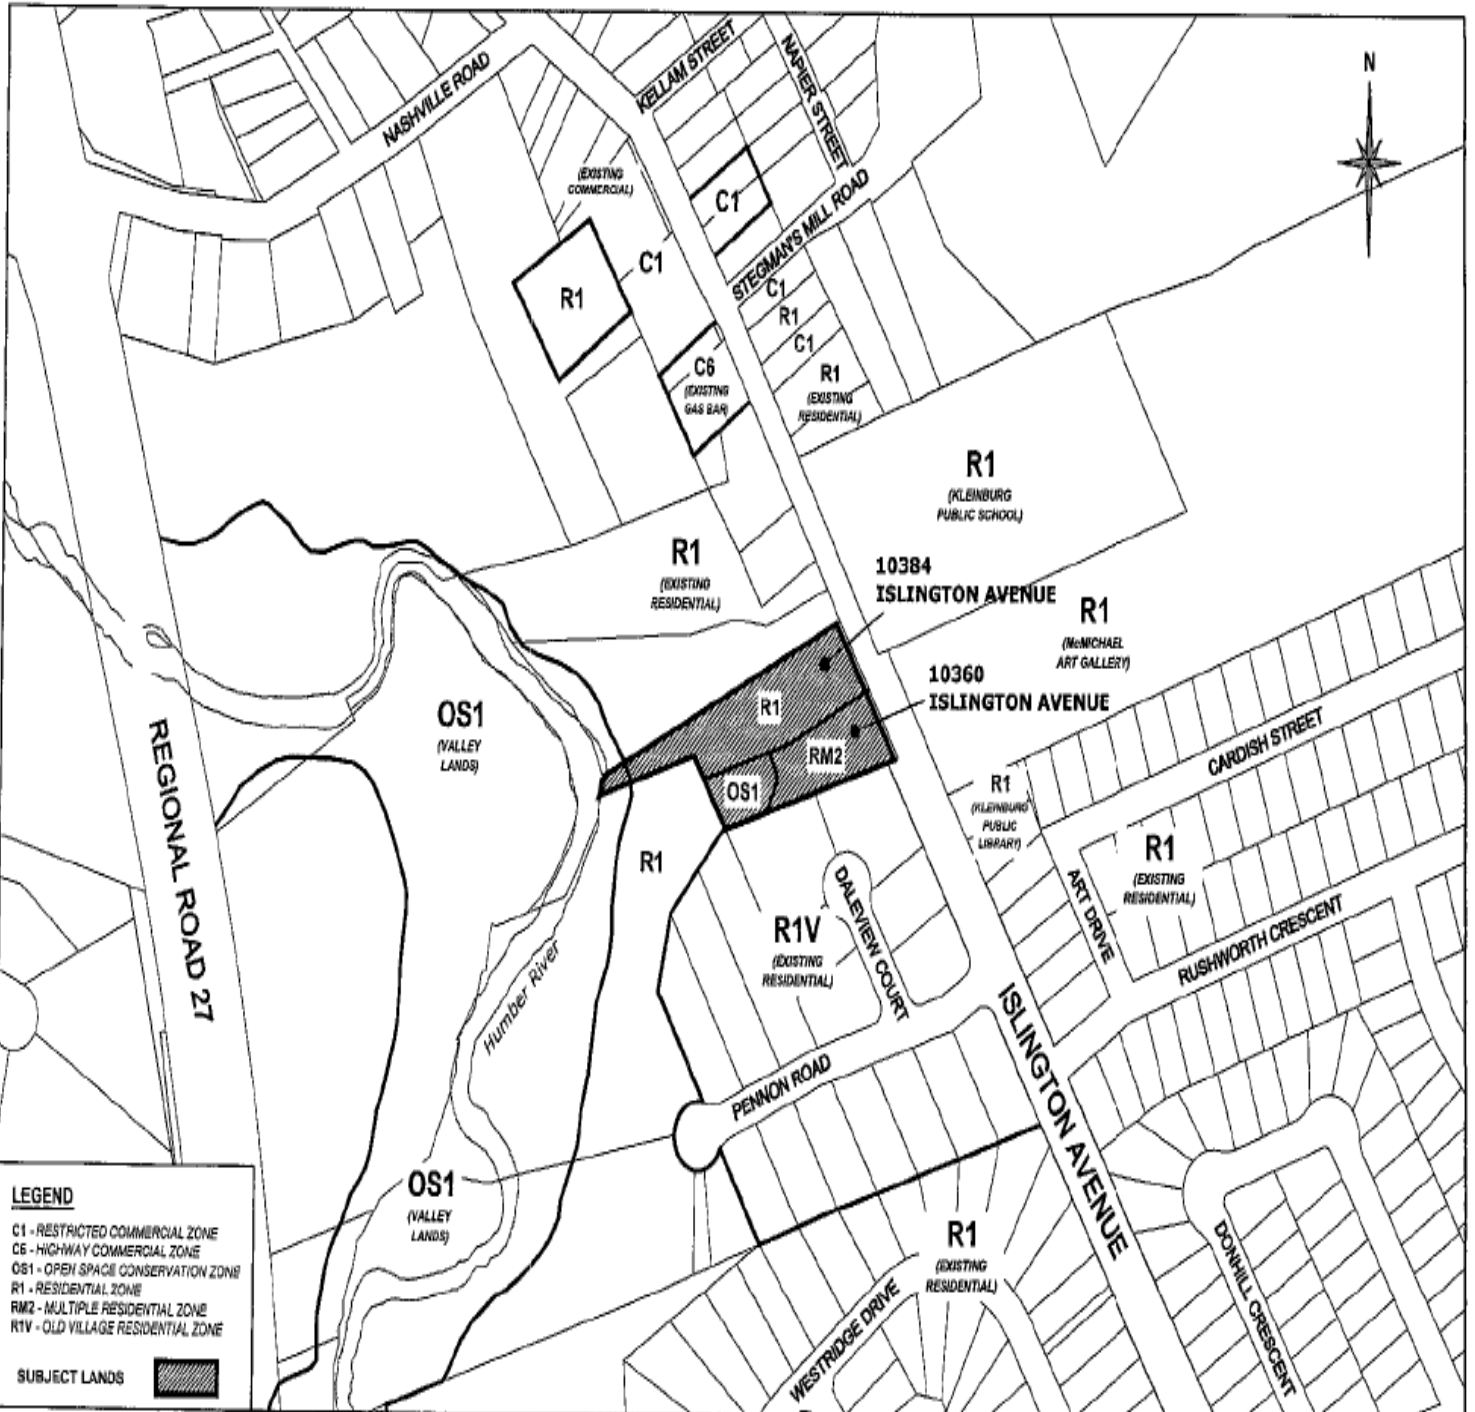 N
KELLAM STREET
NAPIER STREET
NASHVILLE ROAD
(EXISTING
COMMERCIAL)
C1
STEGMAN'S MILL ROAD
C1
R1
C1
R1
C1
C6
(EXISTING
GAS BAR)
R1
(EXISTING
RESIDENTIAL)
R1
(KLEINBURG
PUBLIC SCHOOL)
R1
(EXISTING
RESIDENTIAL)
10384
ISLINGTON AVENUE
R1
(McMICHAEL
ART GALLERY)
10360
ISLINGTON AVENUE
R1
RM2
OS1
OS1
(VALLEY
LANDS)
REGIONAL ROAD 27
CARDISH STREET
R1
(KLEINBURG
PUBLIC
LIBRARY)
R1
(EXISTING
RESIDENTIAL)
ART DRIVE
RUSHWORTH CRESCENT
R1
DALEVIEW COURT
R1V
(EXISTING
RESIDENTIAL)
Humber River
ISLINGTON AVENUE
PENNON ROAD
OS1
(VALLEY
LANDS)
R1
(EXISTING
RESIDENTIAL)
WESTRIDGE DRIVE
DONHILL CRESCENT
LEGEND
C1 - RESTRICTED COMMERCIAL ZONE
C6 - HIGHWAY COMMERCIAL ZONE
OS1 - OPEN SPACE CONSERVATION ZONE
R1 - RESIDENTIAL ZONE
RM2 - MULTIPLE RESIDENTIAL ZONE
R1V - OLD VILLAGE RESIDENTIAL ZONE
SUBJECT LANDS